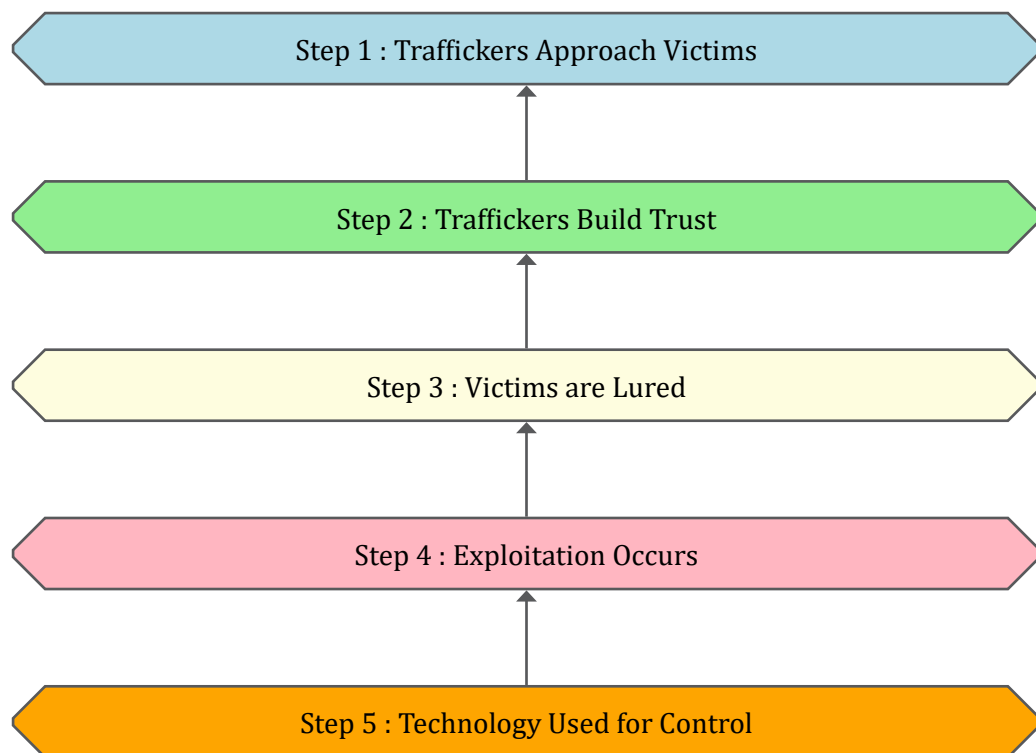 Step 1 : Traffickers Approach Victims
Step 2 : Traffickers Build Trust
Step 3 : Victims are Lured
Step 4 : Exploitation Occurs
Step 5 : Technology Used for Control